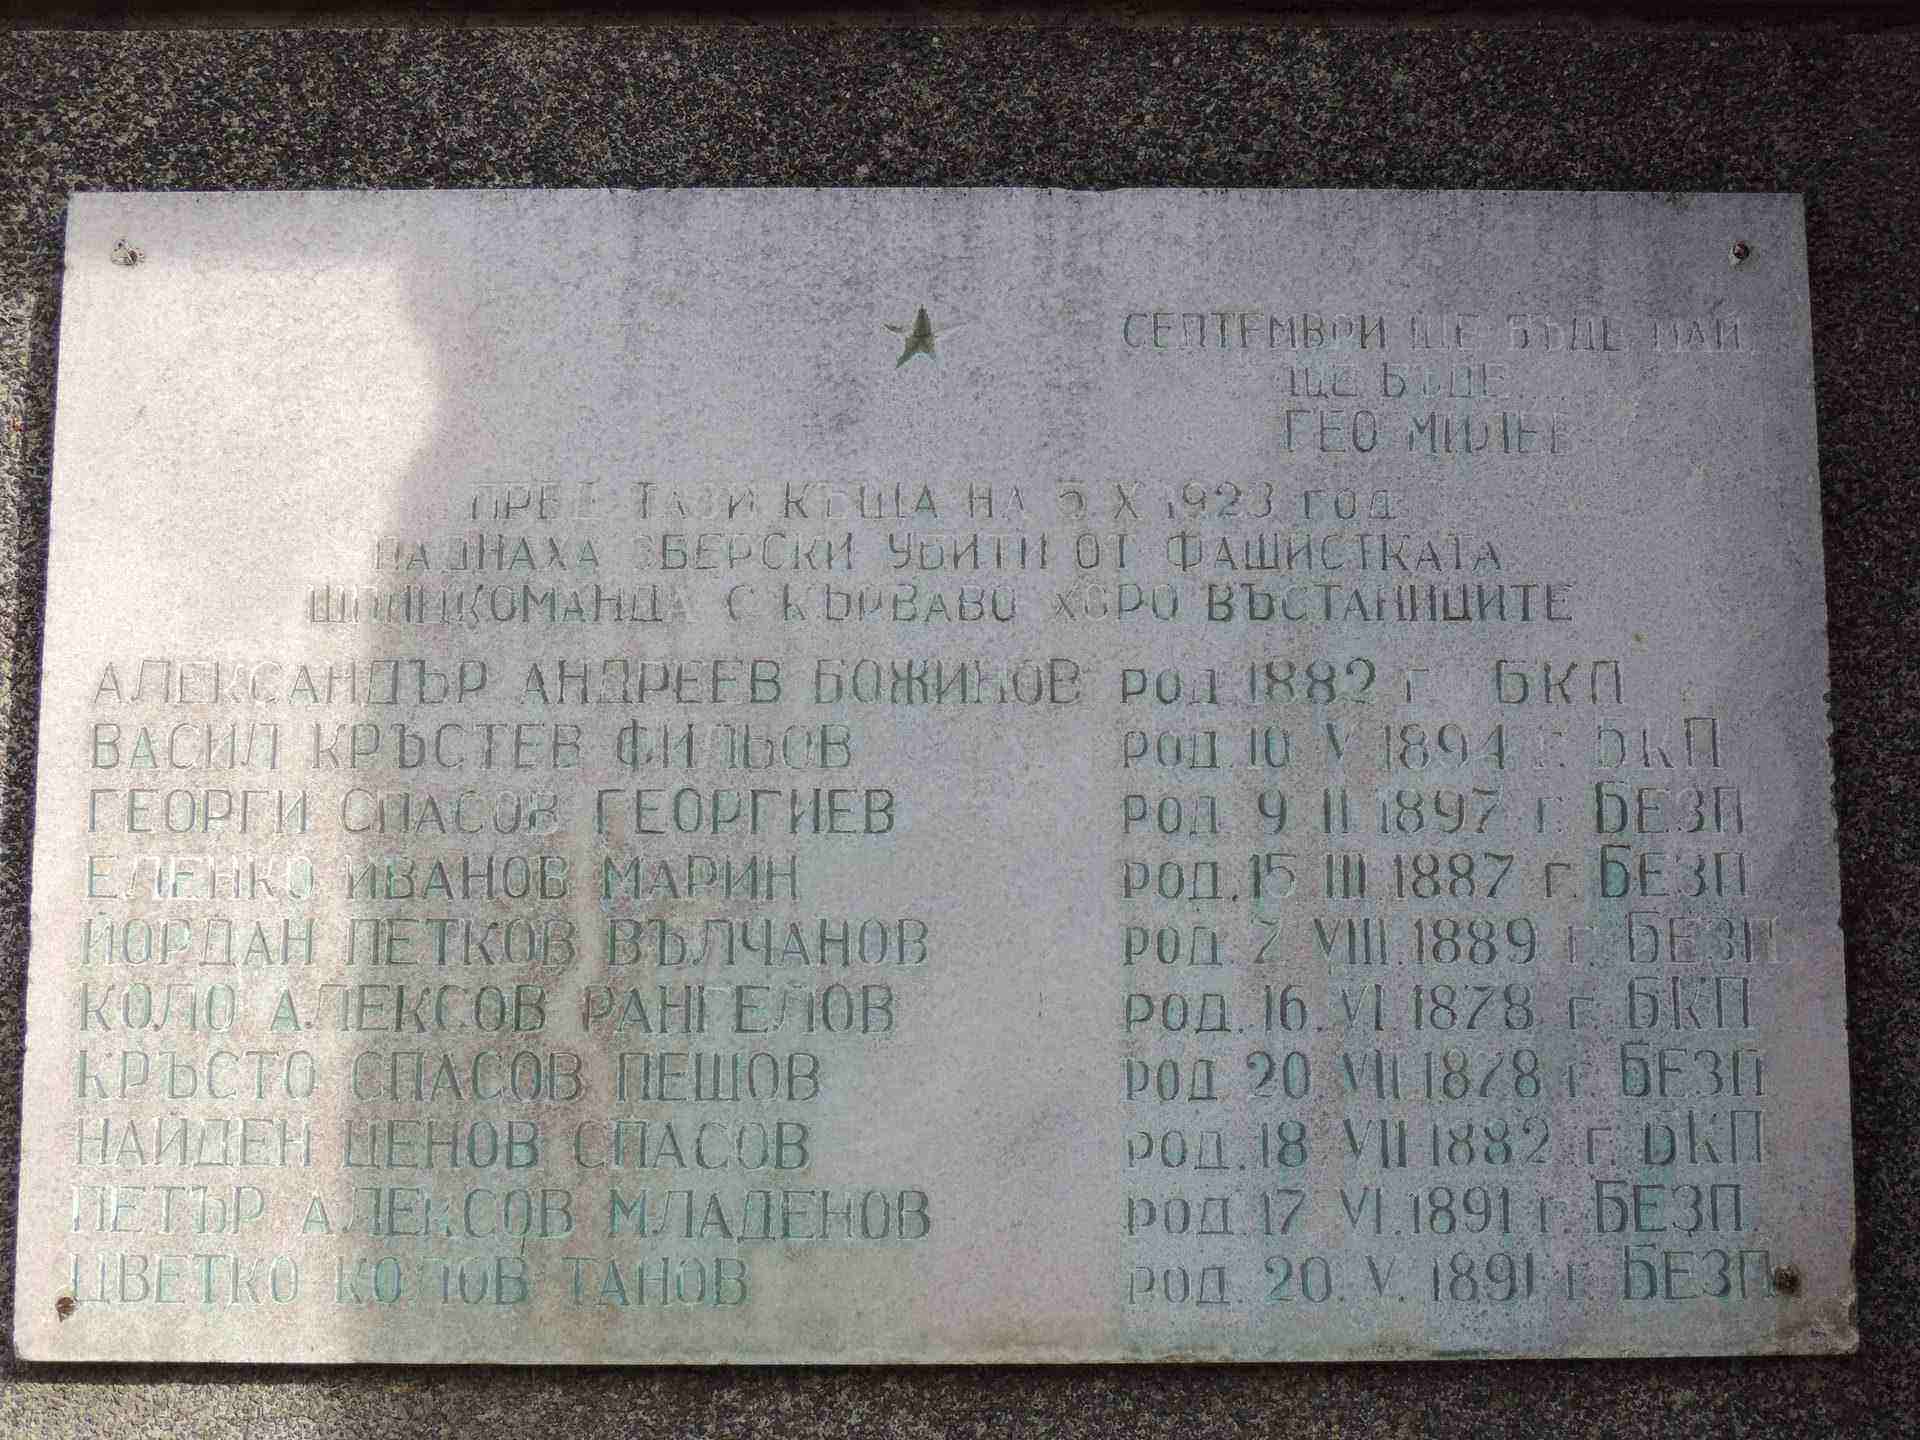 СЕПТЕМВРИ ЩЕ БЪДЕ МАЙ.
ЩЕ БЪДЕ...
ГЕО МИЛЕВ
ПРЕД ТАЗИ КЪЩА НА 5 X 1923 год.
ПАДНАХА ЗВЕРСКИ УБИТИ ОТ ФАШИСТКАТА
ШПИЦКОМАНДА С КЪРВАВО ХОРО ВЪСТАНИЦИТЕ
АЛЕКСАНДЪР АНДРЕЕВ БОЖИНОВ род. 1882 г. БКП
ВАСИЛ КРЪСТЕВ ФИЛЬОВ род. 10 V 1894 г. БКП
ГЕОРГИ СПАСОВ ГЕОРГИЕВ род. 9 II 1897 г. БЕЗП.
ЕЛЕНКО ИВАНОВ МАРИН род. 15 III 1887 г. БЕЗП.
ЙОРДАН ПЕТКОВ ВЪЛЧАНОВ род. 7 VIII.1889 г. БЕЗП.
КОЛО АЛЕКСОВ РАНГЕЛОВ род. 16. VI.1878 г. БКП
КРЪСТО СПАСОВ ПЕШОВ род. 20 VII.1878 г. БЕЗП.
НАЙДЕН ЦЕНОВ СПАСОВ род. 18 VII 1882 г. БКП
ПЕТЪР АЛЕКСОВ МЛАДЕНОВ род. 17 VI.1891 г. БЕЗП.
ЦВЕТКО КОЛОВ ТАНОВ род. 20. V. 1891 г. БЕЗП.